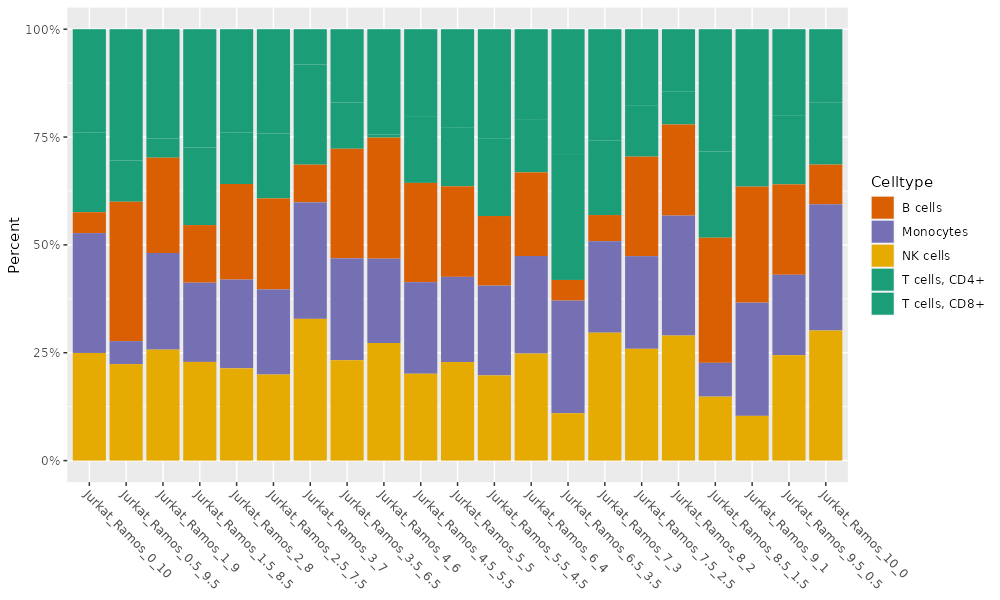 100%
75%
50%
25%
0%
Percent
Jurkat_Ramos_0_10
Jurkat_Ramos_0.5_9.5
Jurkat_Ramos_1_9
Jurkat_Ramos_1.5_8.5
Jurkat_Ramos_2_8
Jurkat_Ramos_2.5_7.5
Jurkat_Ramos_3_7
Jurkat_Ramos_3.5_6.5
Jurkat_Ramos_4_6
Jurkat_Ramos_4.5_5.5
Jurkat_Ramos_5_5
Jurkat_Ramos_5.5_4.5
Jurkat_Ramos_6_4
Jurkat_Ramos_6.5_3.5
Jurkat_Ramos_7_3
Jurkat_Ramos_7.5_2.5
Jurkat_Ramos_8_2
Jurkat_Ramos_8.5_1.5
Jurkat_Ramos_9_1
Jurkat_Ramos_9.5_0.5
Jurkat_Ramos_10_0
Celltype
B cells
Monocytes
NK cells
T cells, CD4+
T cells, CD8+